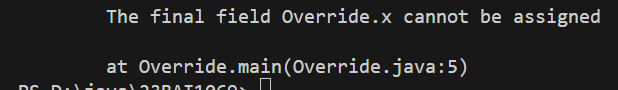 The final field Override.x cannot be assigned
at Override.main(Override.java:5)